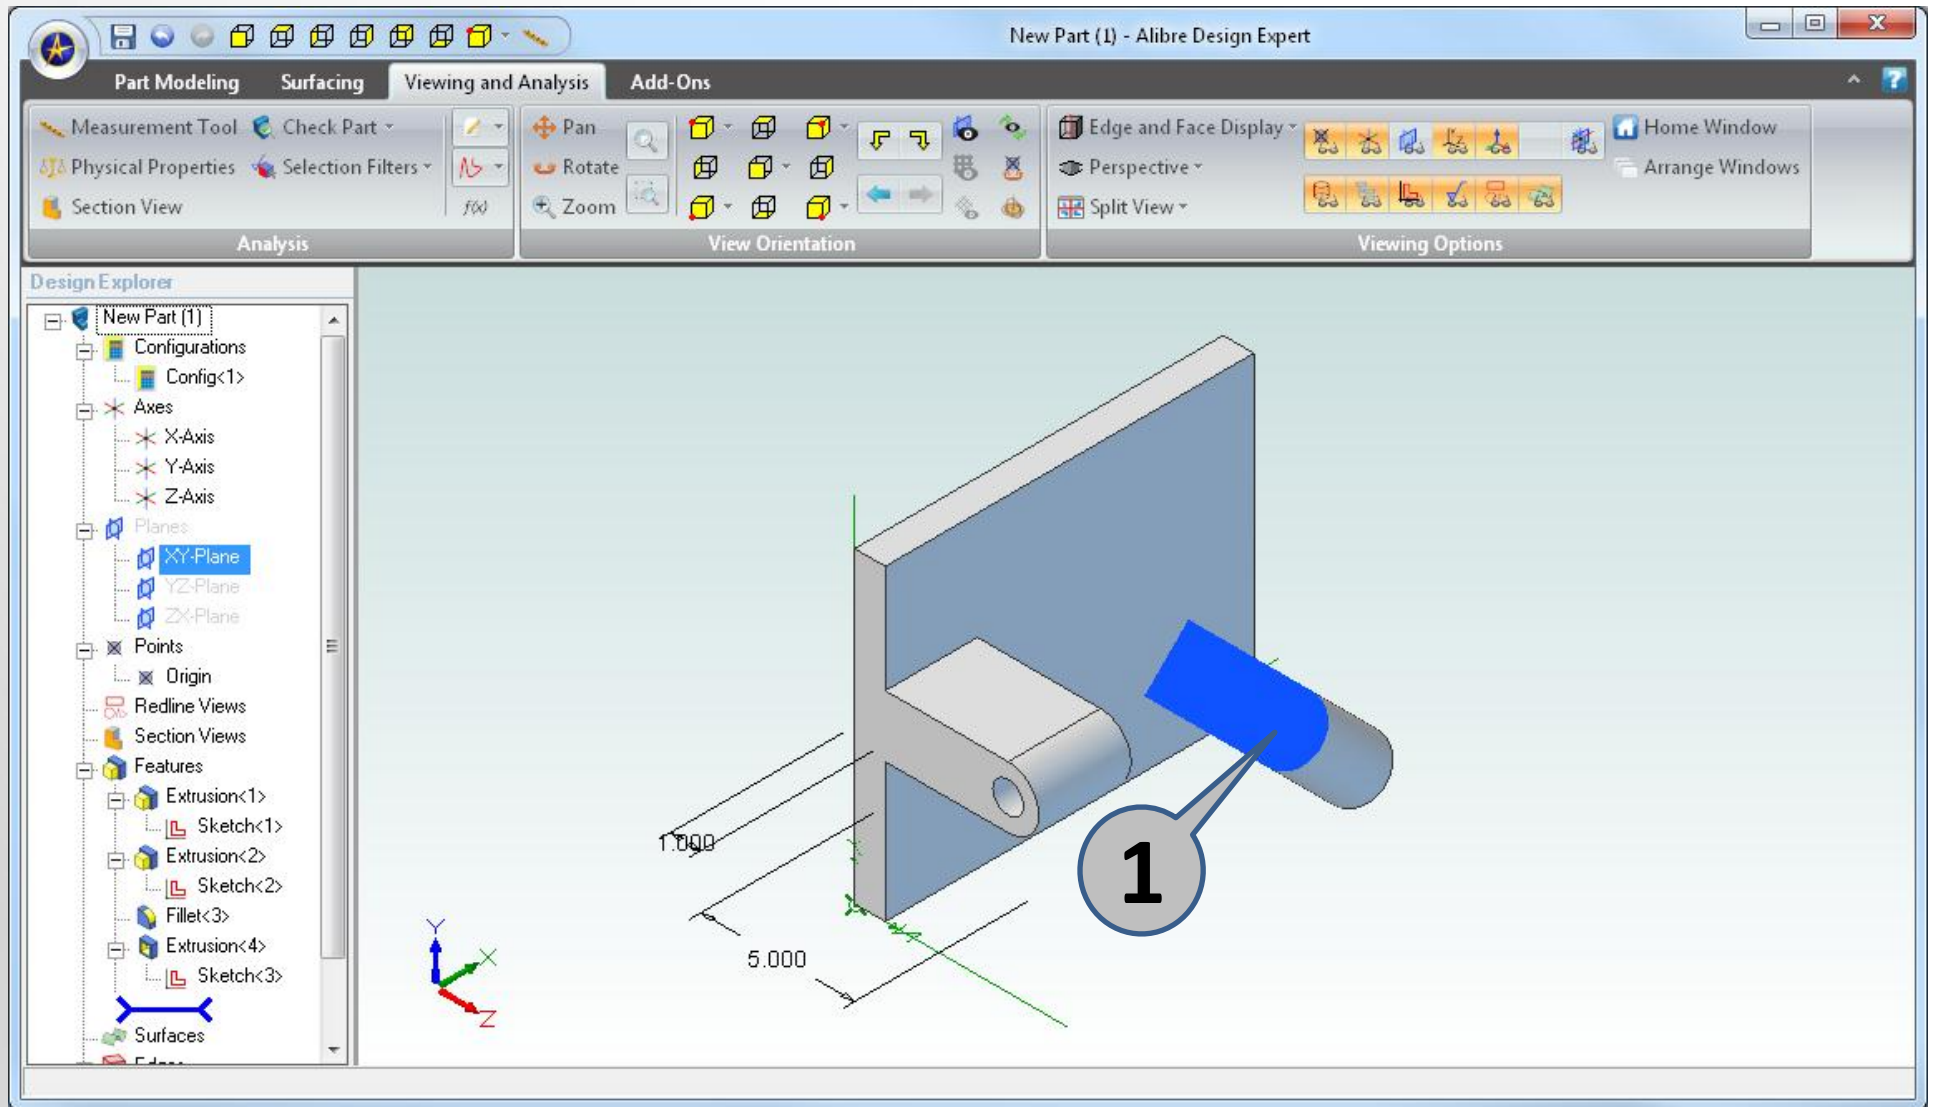 New Part (1) - Alibre Design Expert
Part Modeling Surfacing Viewing and Analysis Add-Ons
Measurement Tool Check Part Pan Edge and Face Display Home Window
Physical Properties Selection Filters Rotate Perspective Arrange Windows
Section View f(x) Zoom Split View
Analysis View Orientation Viewing Options
Design Explorer
New Part (1)
Configurations
Config<1>
Axes
X-Axis
Y-Axis
Z-Axis
Planes
XY-Plane
YZ-Plane
ZX-Plane
Points
Origin
Redline Views
Section Views
Features
Extrusion<1>
Sketch<1>
Extrusion<2>
Sketch<2>
Fillet<3>
Extrusion<4>
Sketch<3>
Surfaces
1.000
5.000
1
Y
X
Z